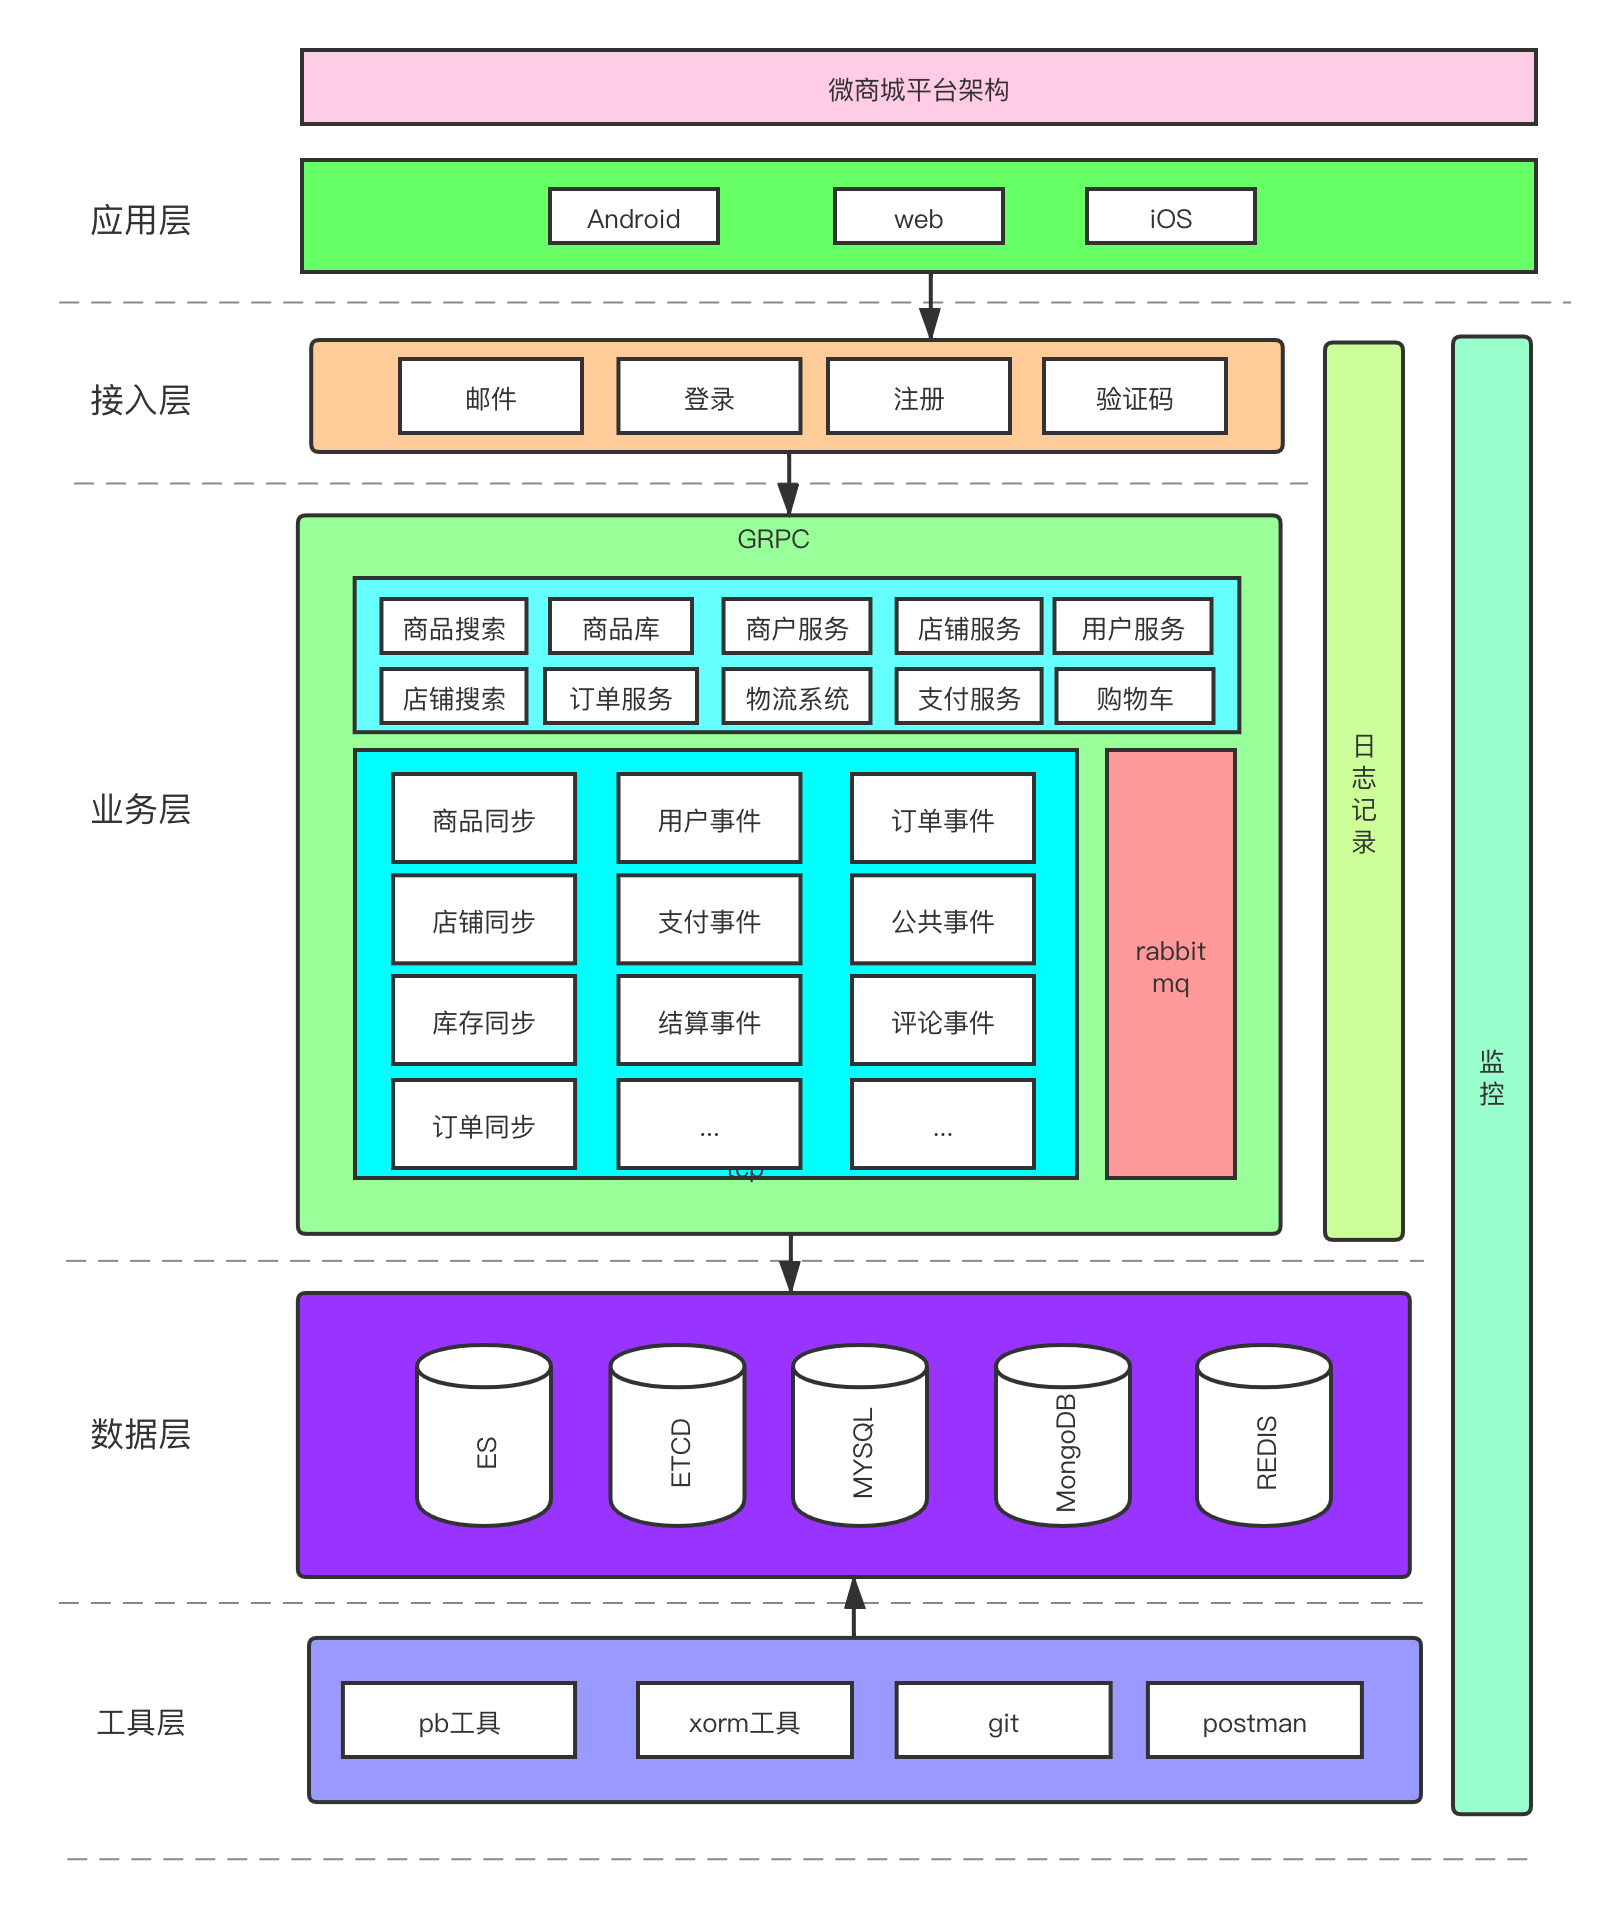 微商城平台架构
应用层
Android
web
iOS
接入层
邮件
登录
注册
验证码
业务层
GRPC
商品搜索
商品库
商户服务
店铺服务
用户服务
店铺搜索
订单服务
物流系统
支付服务
购物车
商品同步
用户事件
订单事件
店铺同步
支付事件
公共事件
库存同步
结算事件
评论事件
订单同步
...
...
tcp
rabbit
mq
日
志
记
录
监
控
数据层
ES
ETCD
MYSQL
MongoDB
REDIS
工具层
pb工具
xorm工具
git
postman